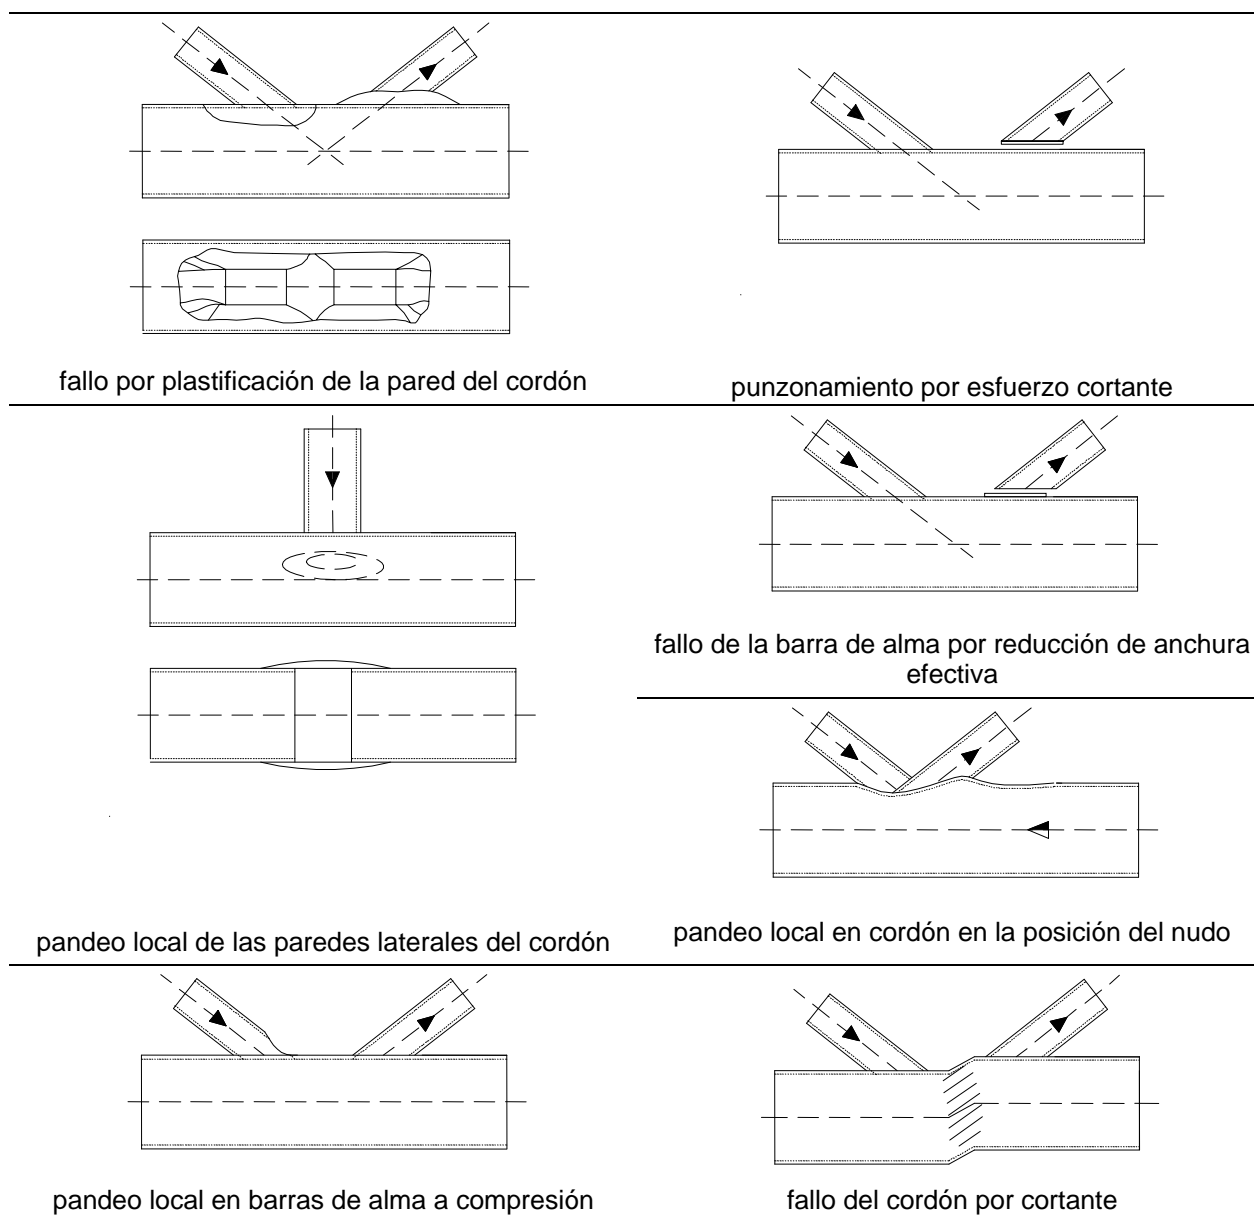 fallo por plastificación de la pared del cordón
punzonamiento por esfuerzo cortante
fallo de la barra de alma por reducción de anchura
efectiva
pandeo local de las paredes laterales del cordón
pandeo local en cordón en la posición del nudo
pandeo local en barras de alma a compresión
fallo del cordón por cortante